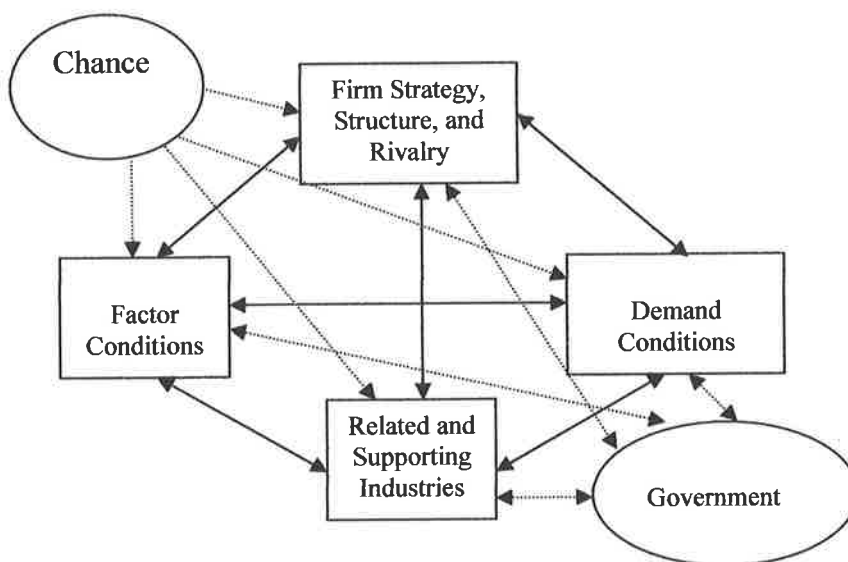 Chance
Firm Strategy,
Structure, and
Rivalry
Factor
Conditions
Demand
Conditions
Related and
Supporting
Industries
Government